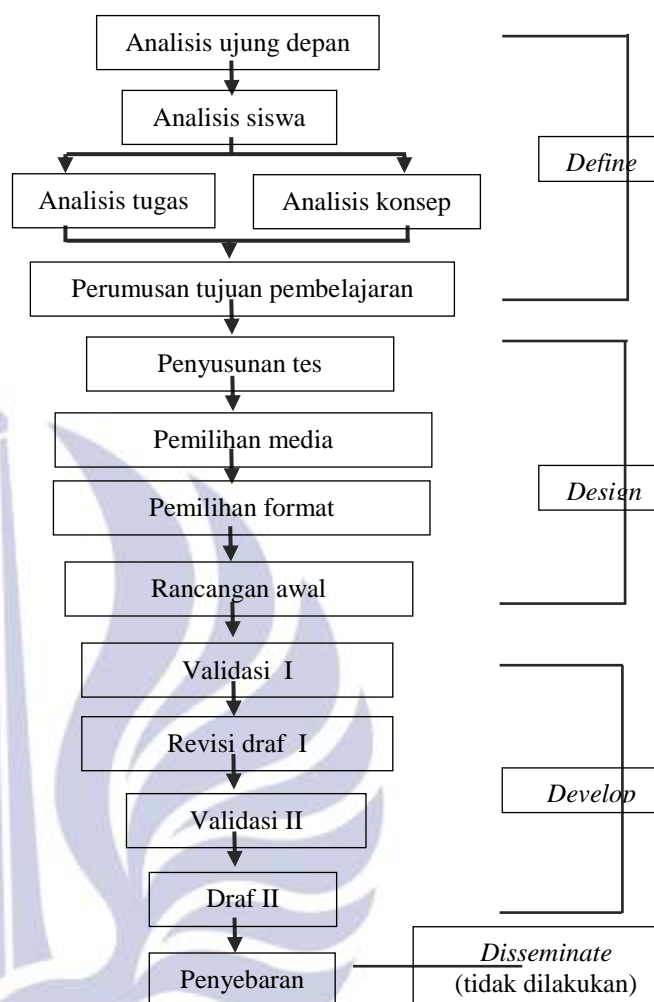 Analisis ujung depan
Analisis siswa
Define
Analisis tugas
Analisis konsep
Perumusan tujuan pembelajaran
Penyusunan tes
Pemilihan media
Design
Pemilihan format
Rancangan awal
Validasi I
Revisi draf I
Develop
Validasi II
Draf II
Disseminate
(tidak dilakukan)
Penyebaran